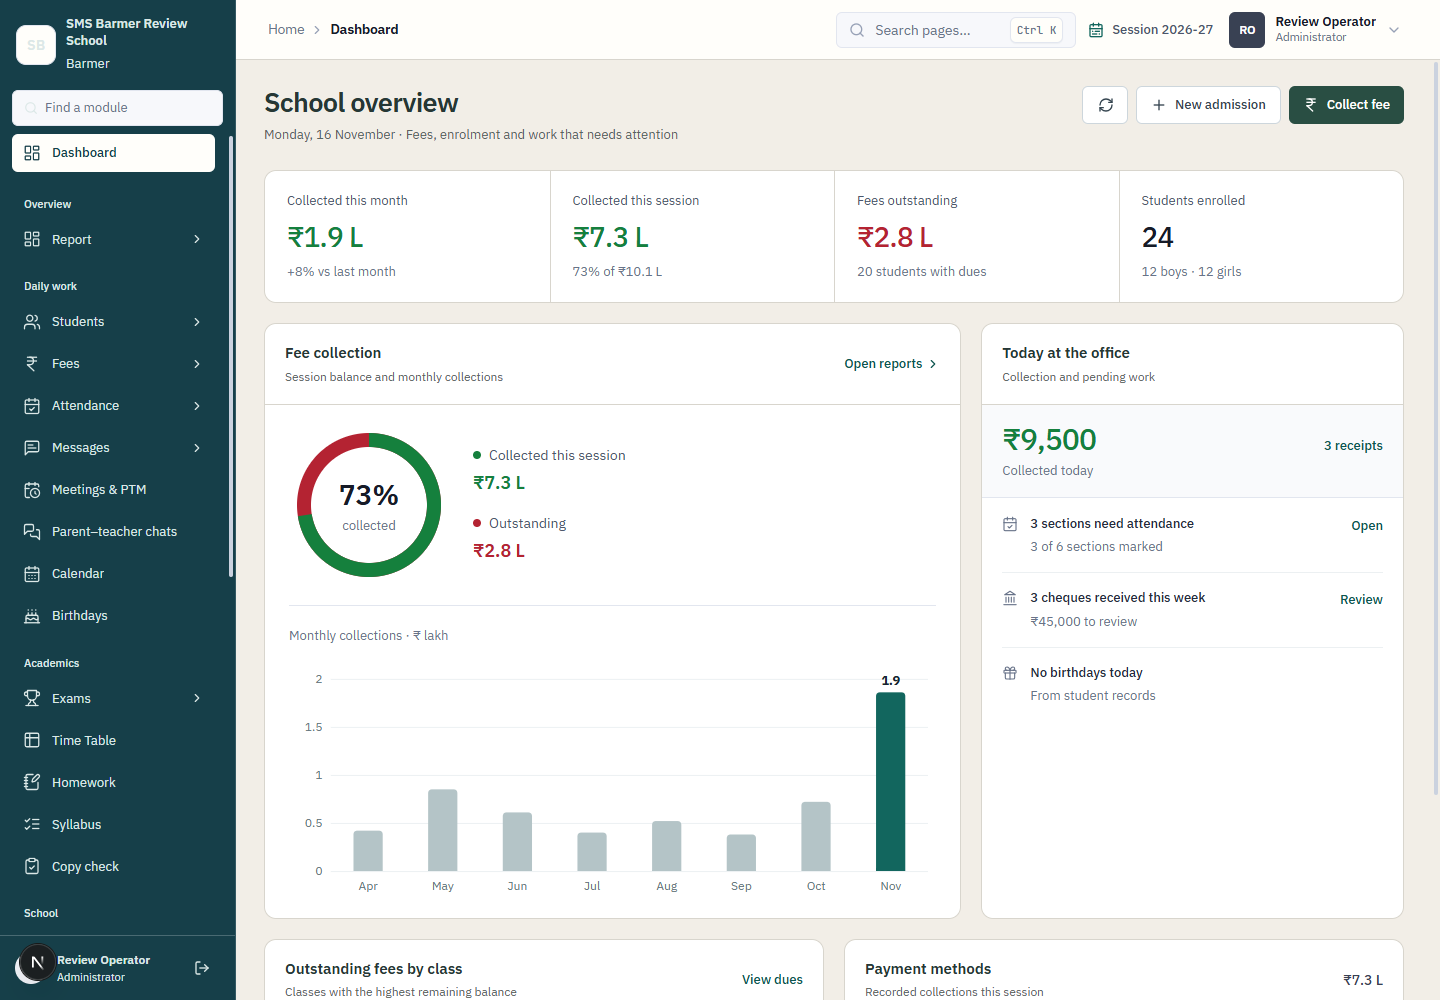 SB
SMS Barmer Review
School
Barmer
Find a module
Dashboard
Overview
Report
Daily work
Students
Fees
Attendance
Messages
Meetings & PTM
Parent–teacher chats
Calendar
Birthdays
Academics
Exams
Time Table
Homework
Syllabus
Copy check
School
N
Review Operator
Administrator
Home > Dashboard
Search pages...
Ctrl K
Session 2026-27
RO
Review Operator
Administrator
School overview
Monday, 16 November · Fees, enrolment and work that needs attention
New admission
₹ Collect fee
Collected this month
₹1.9 L
+8% vs last month
Collected this session
₹7.3 L
73% of ₹10.1 L
Fees outstanding
₹2.8 L
20 students with dues
Students enrolled
24
12 boys · 12 girls
Fee collection
Session balance and monthly collections
Open reports
73%
collected
Collected this session
₹7.3 L
Outstanding
₹2.8 L
Monthly collections · ₹ lakh
2
1.5
1
0.5
0
1.9
Apr May Jun Jul Aug Sep Oct Nov
Today at the office
Collection and pending work
₹9,500
Collected today
3 receipts
3 sections need attendance
3 of 6 sections marked
Open
3 cheques received this week
₹45,000 to review
Review
No birthdays today
From student records
Outstanding fees by class
Classes with the highest remaining balance
View dues
Payment methods
Recorded collections this session
₹7.3 L